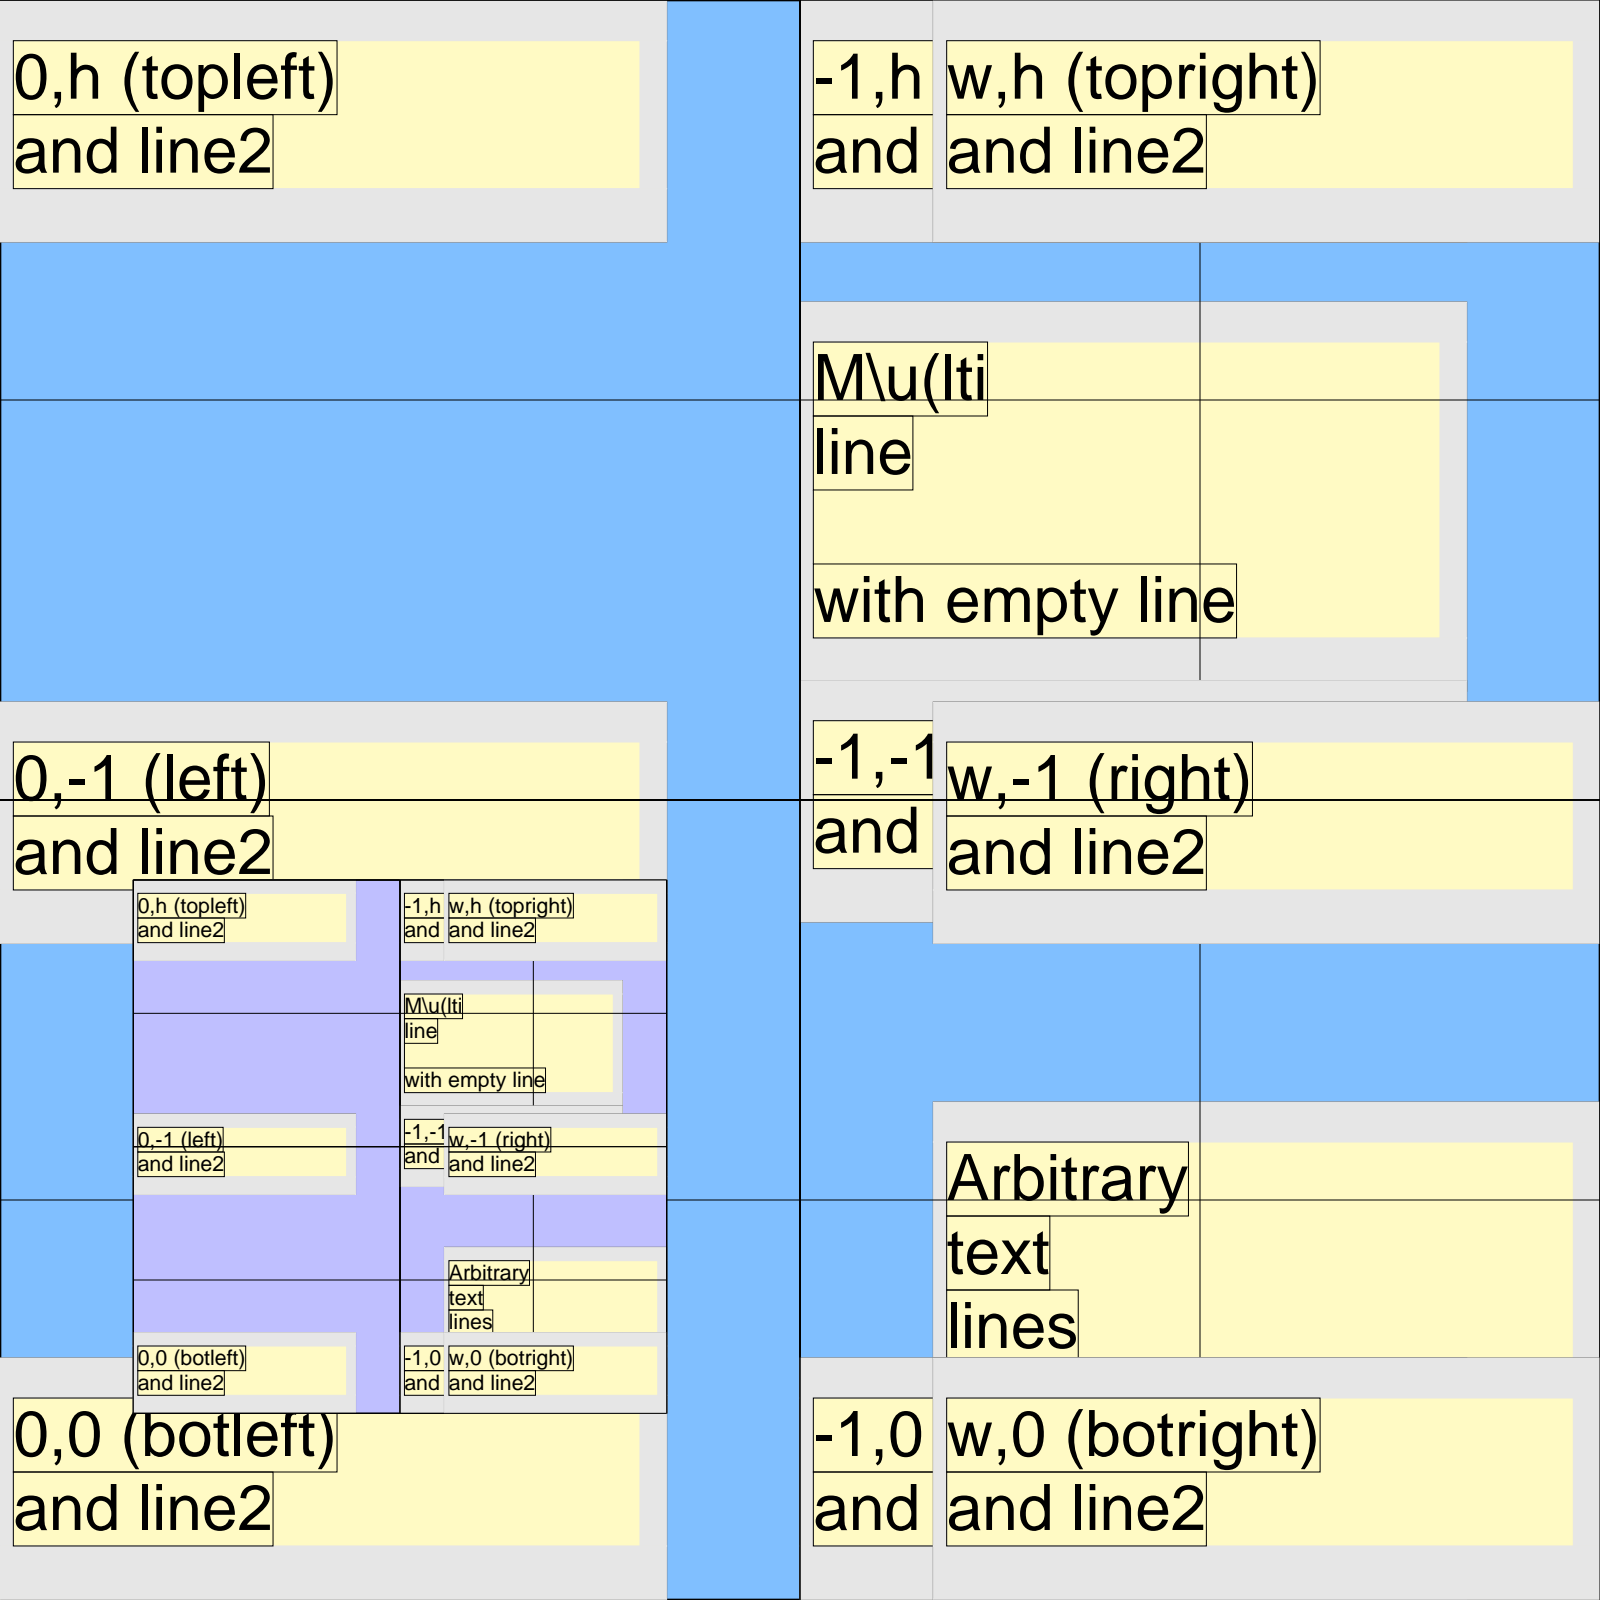 0,h (topleft)
and line2
-1,h
and
w,h (topright)
and line2
M\u(lti
line
with empty line
0,-1 (left)
and line2
-1,-1
and
w,-1 (right)
and line2
0,h (topleft)
and line2
-1,h
and
w,h (topright)
and line2
M\u(lti
line
with empty line
0,-1 (left)
and line2
-1,-1
and
w,-1 (right)
and line2
Arbitrary
text
lines
0,0 (botleft)
and line2
-1,0
and
w,0 (botright)
and line2
Arbitrary
text
lines
0,0 (botleft)
and line2
-1,0
and
w,0 (botright)
and line2